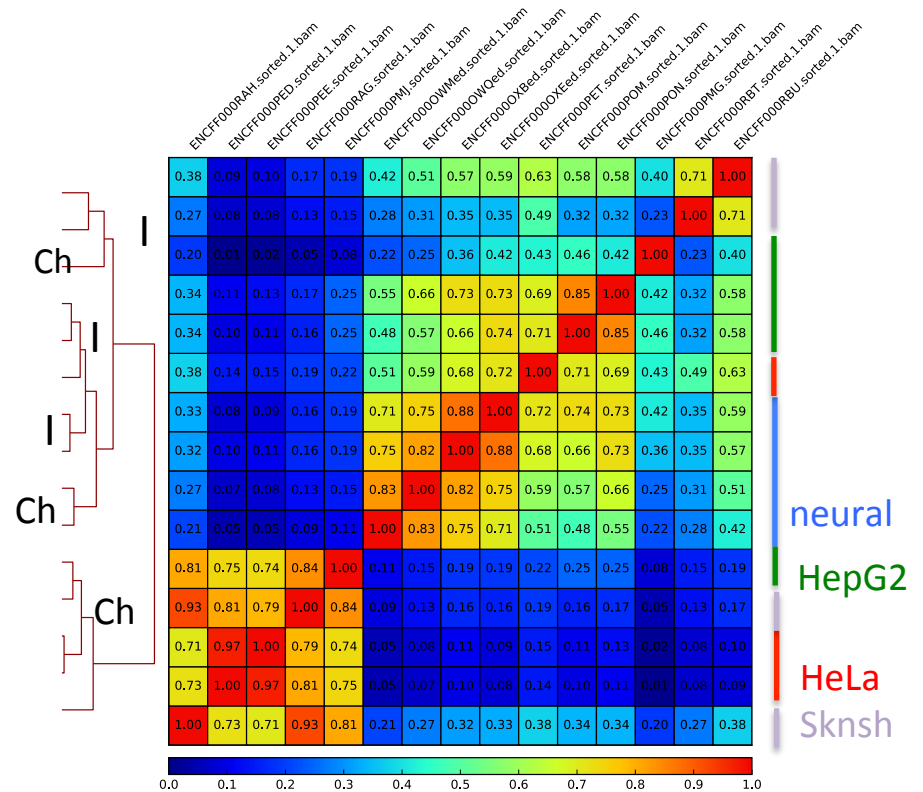 ENCFF000RAH.sorted.1.bam
ENCFF000PED.sorted.1.bam
ENCFF000PEE.sorted.1.bam
ENCFF000RAG.sorted.1.bam
ENCFF000PMJ.sorted.1.bam
ENCFF000OWMed.sorted.1.bam
ENCFF000OWQed.sorted.1.bam
ENCFF000OXBed.sorted.1.bam
ENCFF000OXEed.sorted.1.bam
ENCFF000PET.sorted.1.bam
ENCFF000POM.sorted.1.bam
ENCFF000PON.sorted.1.bam
ENCFF000PMG.sorted.1.bam
ENCFF000RBT.sorted.1.bam
ENCFF000RBU.sorted.1.bam
0.38 0.09 0.10 0.17 0.19 0.42 0.51 0.57 0.59 0.63 0.58 0.58 0.40 0.71 1.00
I
0.27 0.08 0.08 0.13 0.15 0.28 0.31 0.35 0.35 0.49 0.32 0.32 0.23 1.00 0.71
Ch
0.20 0.01 0.02 0.05 0.08 0.22 0.25 0.36 0.42 0.43 0.46 0.42 1.00 0.23 0.40
0.34 0.11 0.13 0.17 0.25 0.55 0.66 0.73 0.73 0.69 0.85 1.00 0.42 0.32 0.58
I
0.34 0.10 0.11 0.16 0.25 0.48 0.57 0.66 0.74 0.71 1.00 0.85 0.46 0.32 0.58
0.38 0.14 0.15 0.19 0.22 0.51 0.59 0.68 0.72 1.00 0.71 0.69 0.43 0.49 0.63
0.33 0.08 0.09 0.16 0.19 0.71 0.75 0.88 1.00 0.72 0.74 0.73 0.42 0.35 0.59
I
0.32 0.10 0.11 0.16 0.19 0.75 0.82 1.00 0.88 0.68 0.66 0.73 0.36 0.35 0.57
0.27 0.07 0.08 0.13 0.15 0.83 1.00 0.82 0.75 0.59 0.57 0.66 0.25 0.31 0.51
Ch
neural
0.21 0.05 0.05 0.09 0.11 1.00 0.83 0.75 0.71 0.51 0.48 0.55 0.22 0.28 0.42
0.81 0.75 0.74 0.84 1.00 0.11 0.15 0.19 0.19 0.22 0.25 0.25 0.08 0.15 0.19
HepG2
Ch
0.93 0.81 0.79 1.00 0.84 0.09 0.13 0.16 0.16 0.19 0.16 0.17 0.05 0.13 0.17
0.71 0.97 1.00 0.79 0.74 0.05 0.08 0.11 0.09 0.15 0.11 0.13 0.02 0.08 0.10
HeLa
0.73 1.00 0.97 0.81 0.75 0.05 0.07 0.10 0.08 0.14 0.10 0.11 0.01 0.08 0.09
1.00 0.73 0.71 0.93 0.81 0.21 0.27 0.32 0.33 0.38 0.34 0.34 0.20 0.27 0.38
Sknsh
0.0 0.1 0.2 0.3 0.4 0.5 0.6 0.7 0.8 0.9 1.0